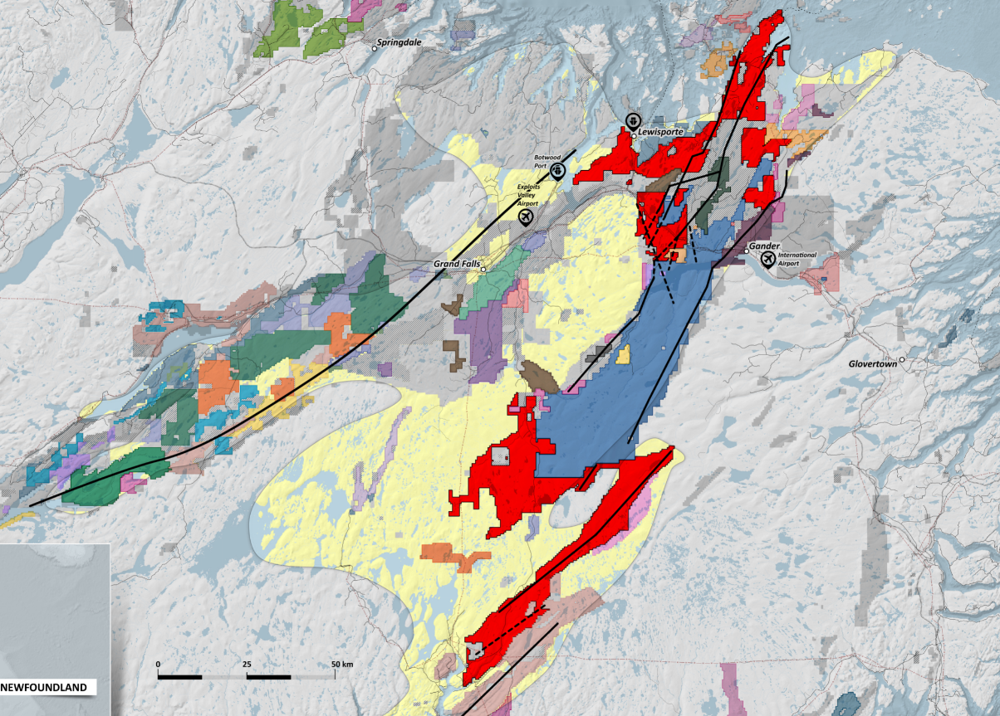 Springdale
Lewisporte
Botwood
Port
Exploits
Valley
Airport
Grand Falls
Gander
International
Airport
Glovertown
0 25 50 km
NEWFOUNDLAND